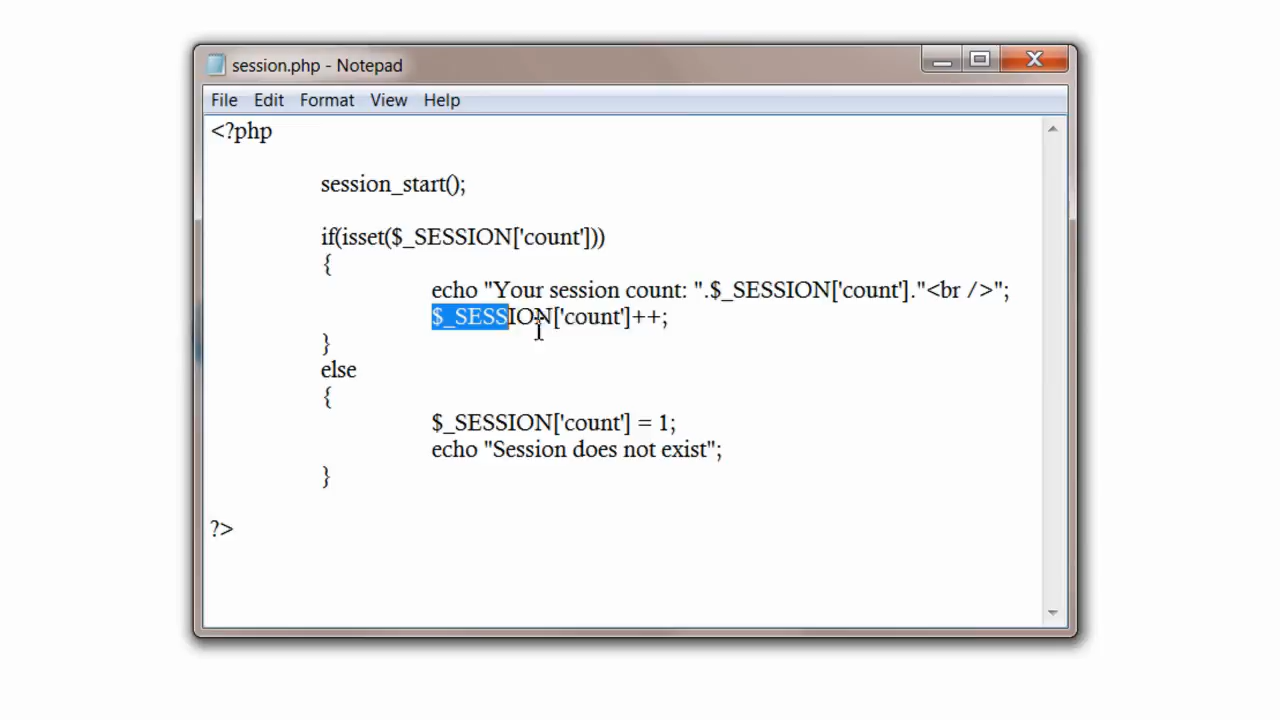 session.php - Notepad
File Edit Format View Help
<?php
session_start();
if(isset($_SESSION['count']))
{
echo "Your session count: ".$_SESSION['count']."<br />";
$_SESSION['count']++;
}
else
{
$_SESSION['count'] = 1;
echo "Session does not exist";
}
?>